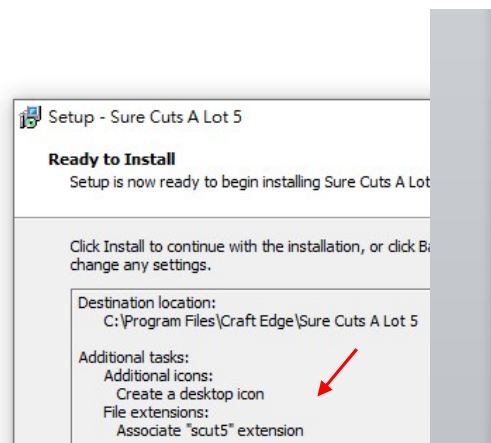 Setup - Sure Cuts A Lot 5
Ready to Install
Setup is now ready to begin installing Sure Cuts A Lot
Click Install to continue with the installation, or click
change any settings.
Destination location:
C:\Program Files\Craft Edge\Sure Cuts A Lot 5
Additional tasks:
Additional icons:
Create a desktop icon
File extensions:
Associate "scut5" extension